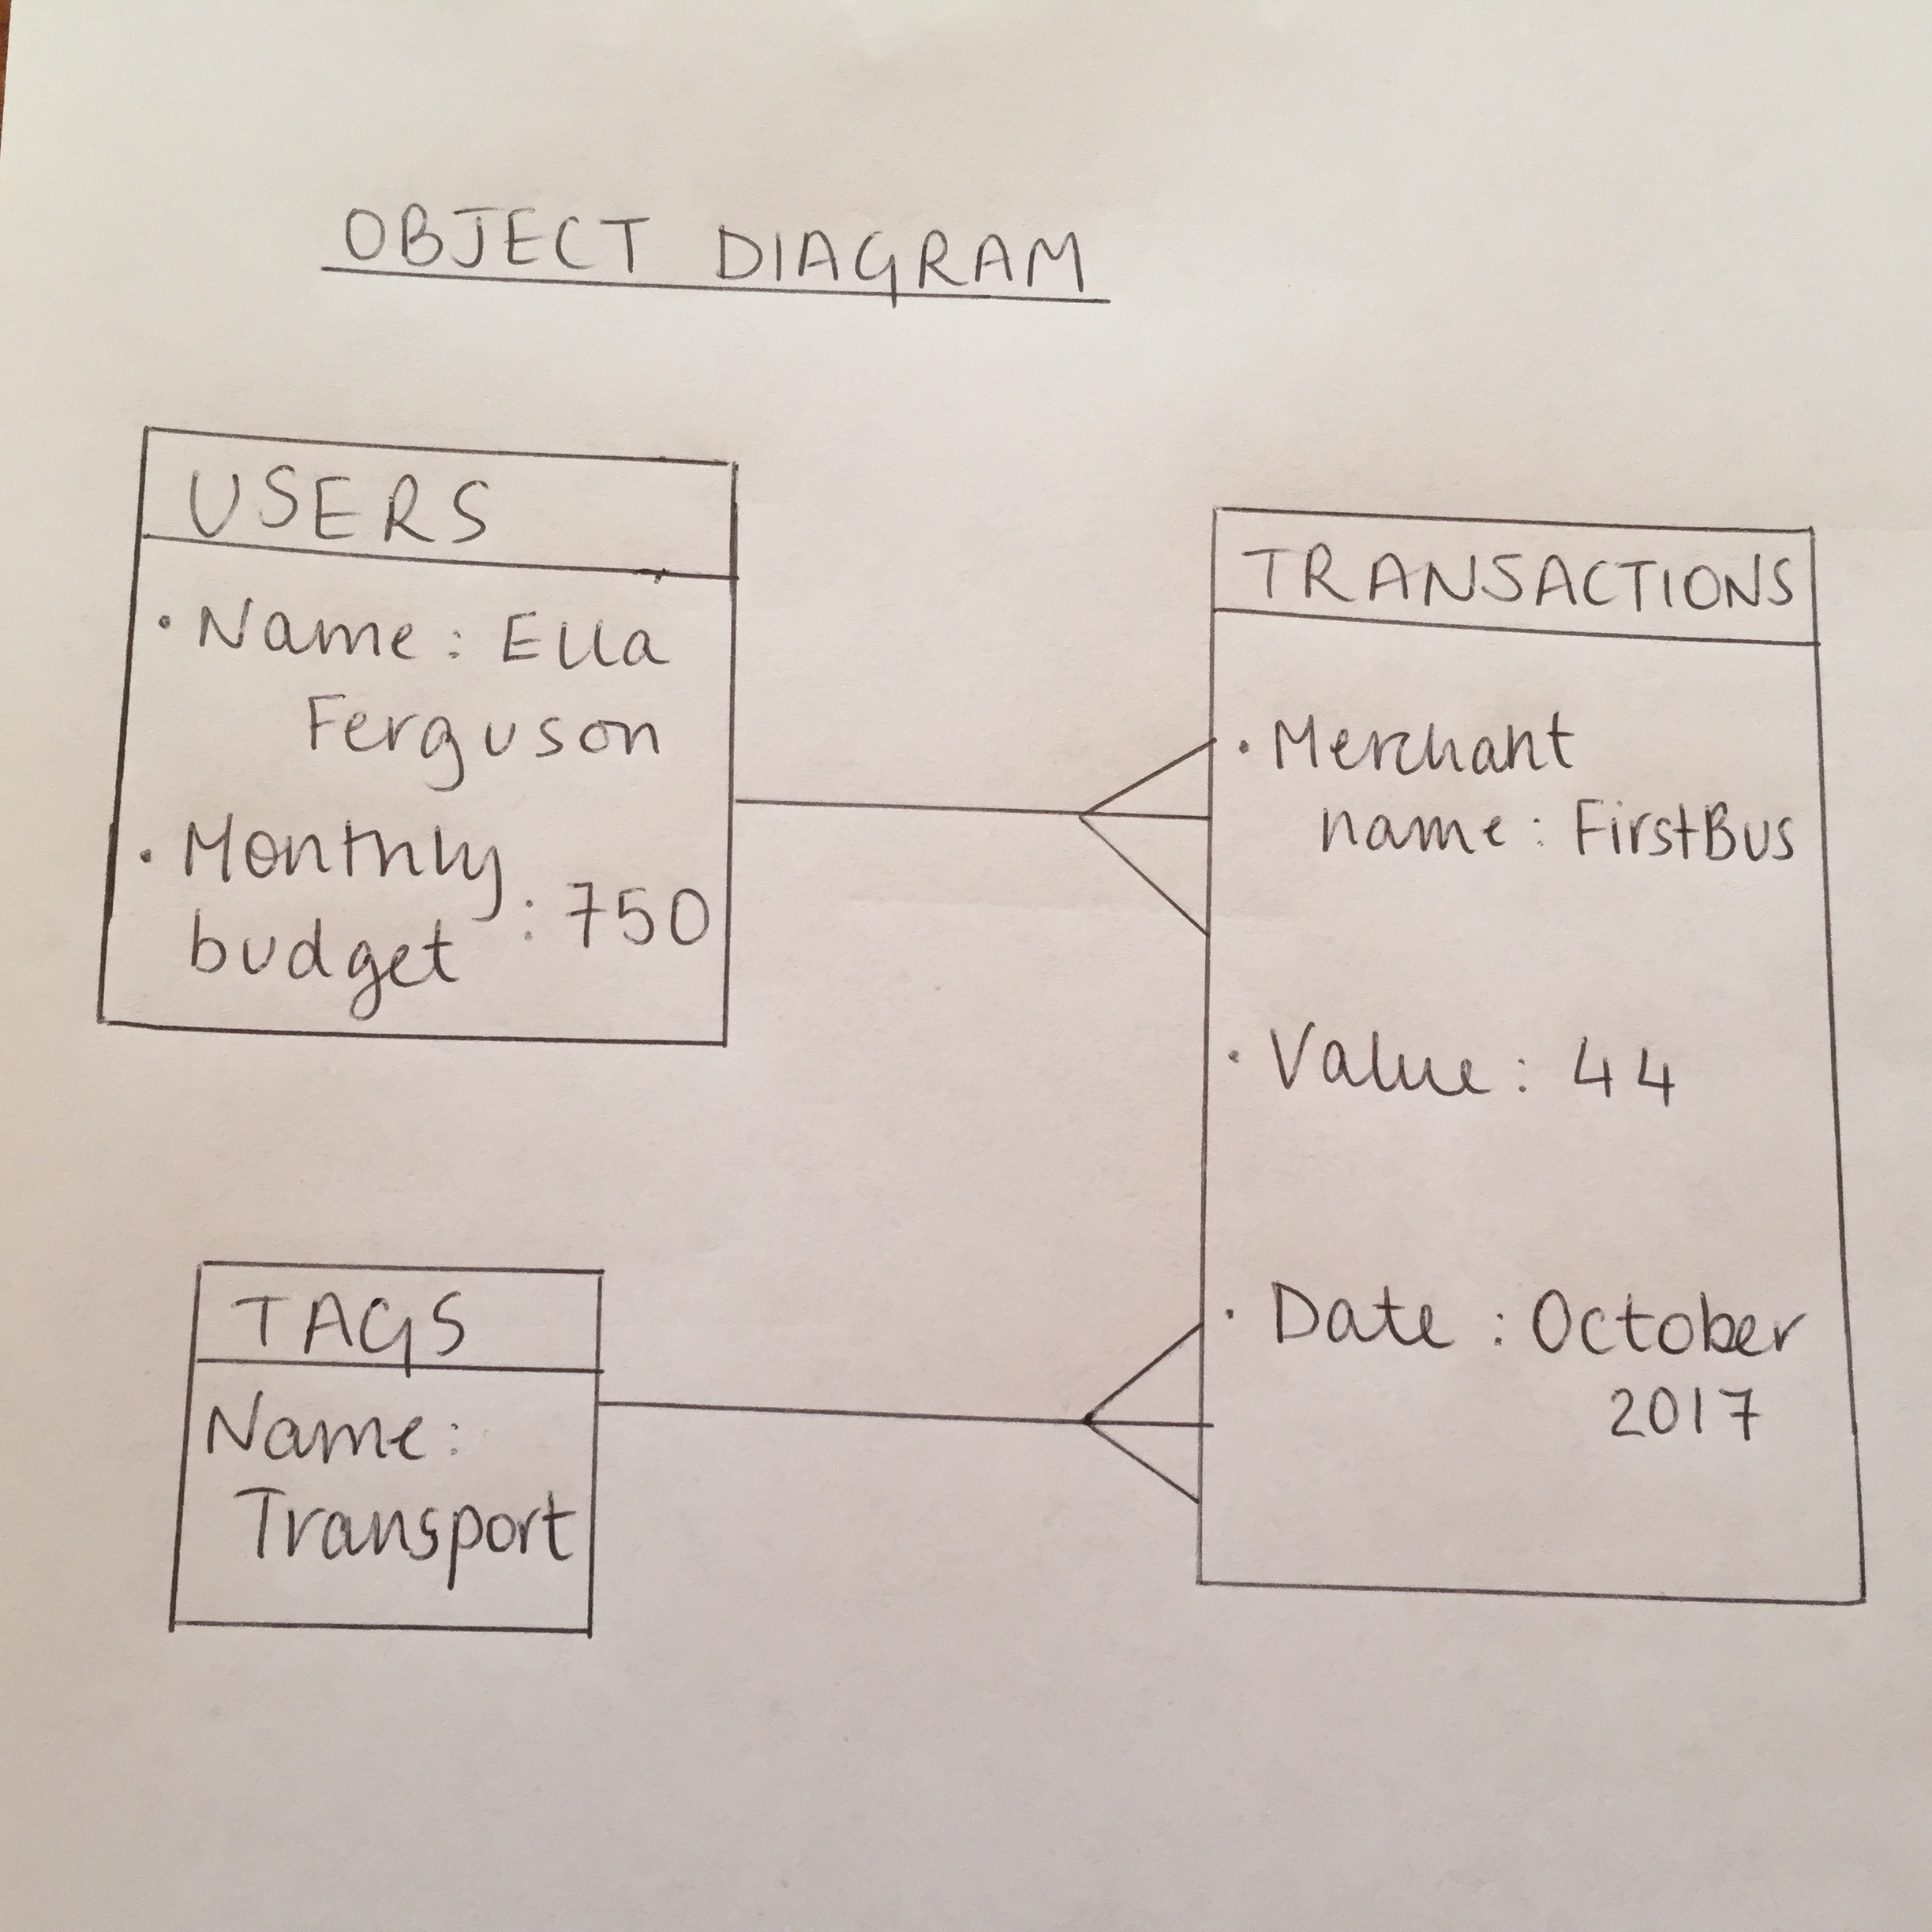 OBJECT DIAGRAM
USERS
• Name : Ella
Ferguson
• Monthly
budget : 750
TRANSACTIONS
• Merchant
name : FirstBus
• Value : 44
• Date : October
2017
TAGS
Name :
Transport